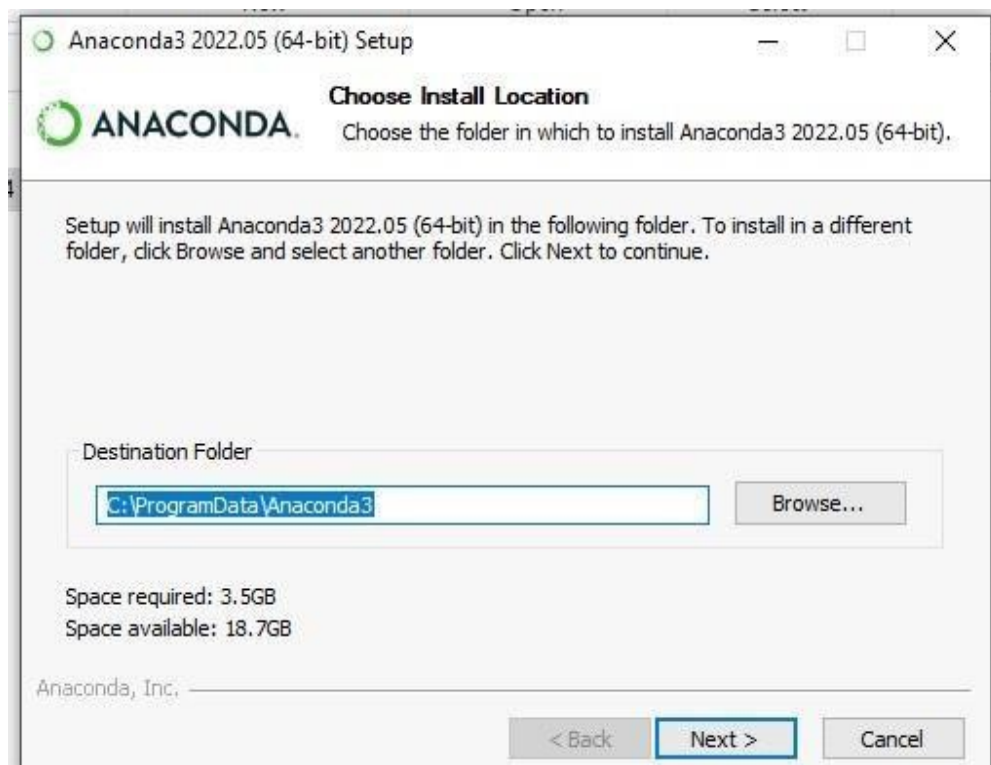 Anaconda3 2022.05 (64-bit) Setup
ANACONDA.
Choose Install Location
Choose the folder in which to install Anaconda3 2022.05 (64-bit).
4
Setup will install Anaconda3 2022.05 (64-bit) in the following folder. To install in a different
folder, click Browse and select another folder. Click Next to continue.
Destination Folder
C:\ProgramData\Anaconda3
Browse...
Space required: 3.5GB
Space available: 18.7GB
Anaconda, Inc.
< Back
Next >
Cancel